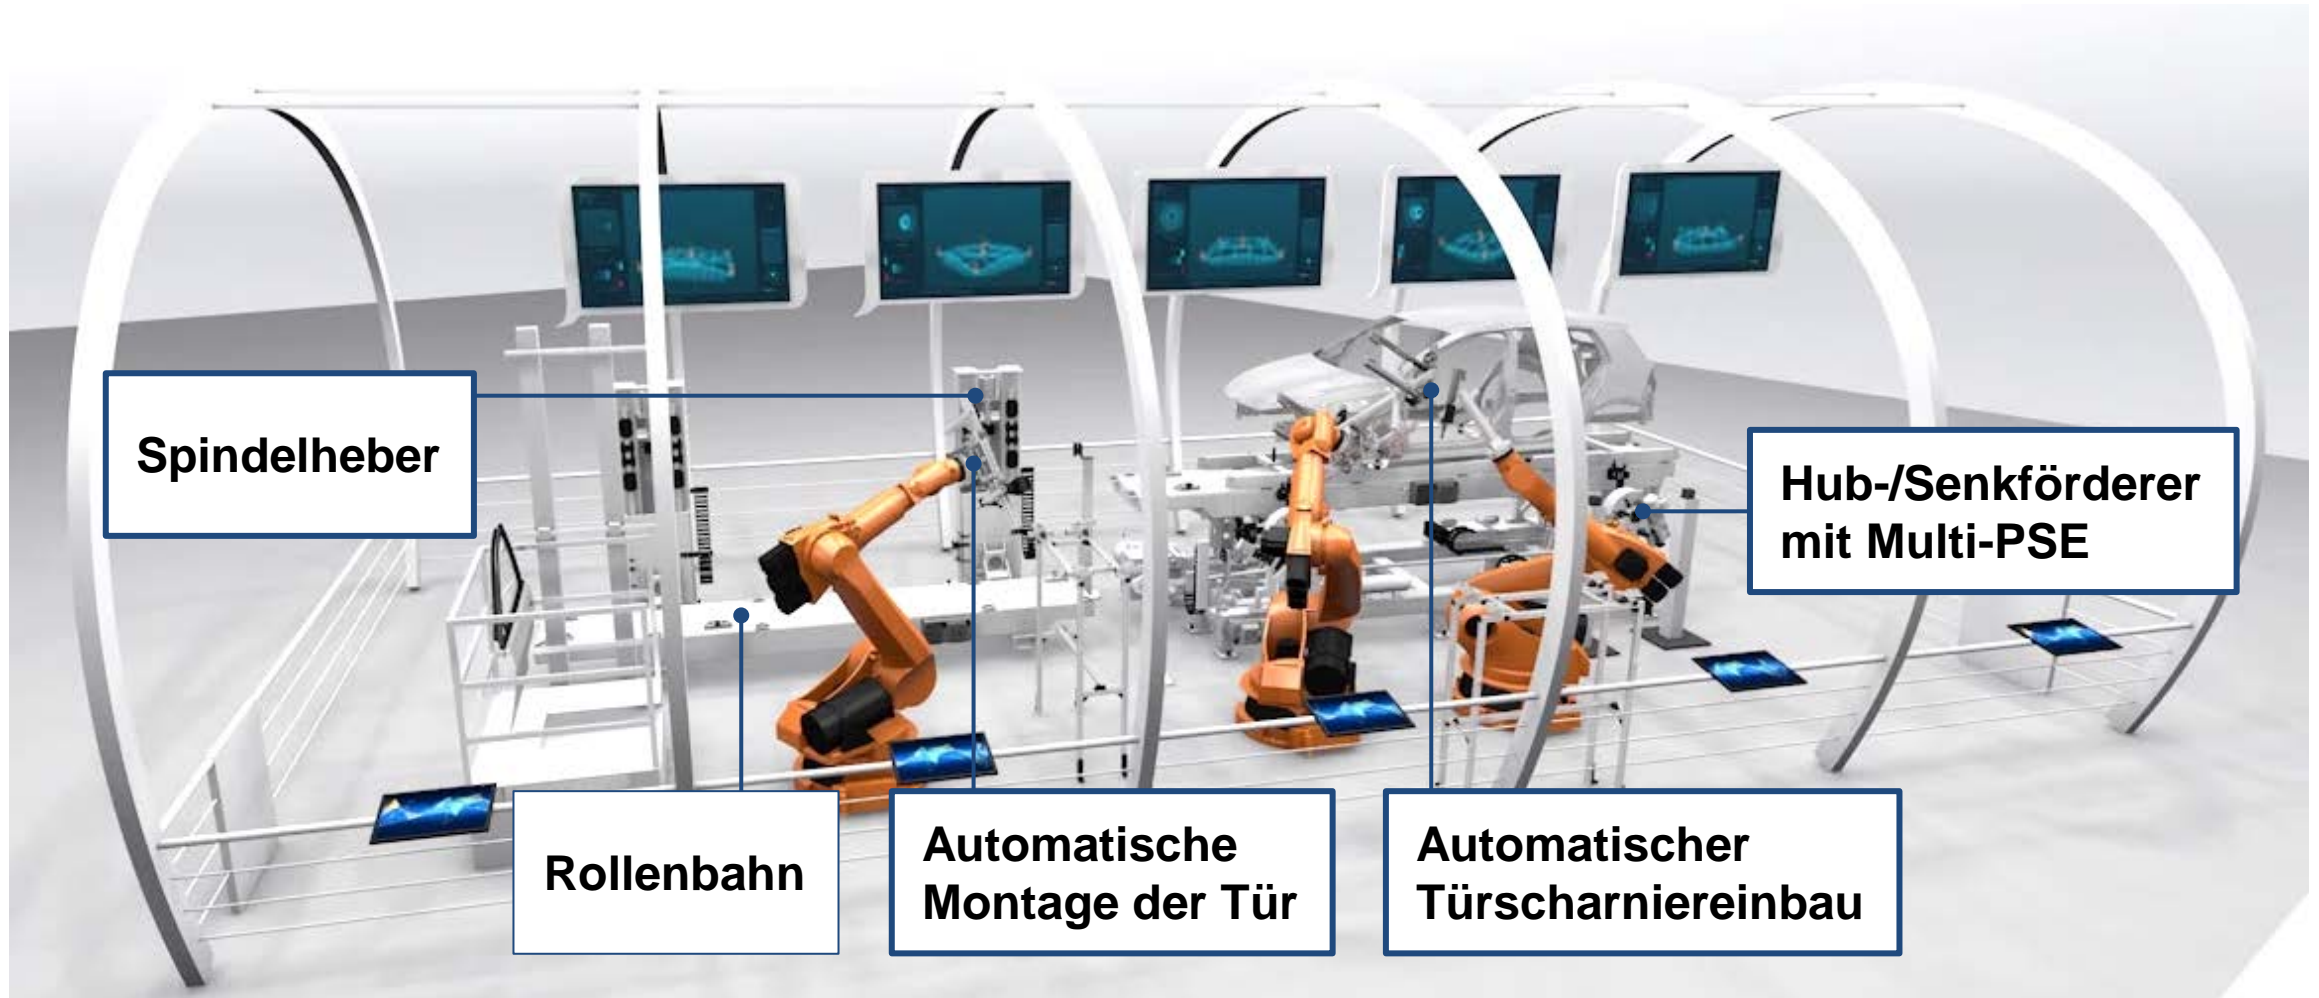 Spindelheber
Hub-/Senkförderer
mit Multi-PSE
Rollenbahn
Automatische
Montage der Tür
Automatischer
Türscharniereinbau